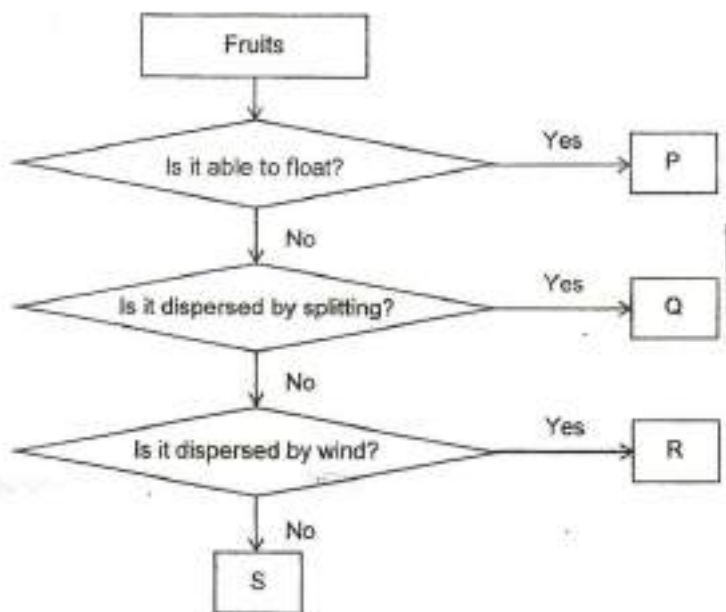 Fruits
Is it able to float?
Yes
P
No
Is it dispersed by splitting?
Yes
Q
No
Is it dispersed by wind?
Yes
R
No
S